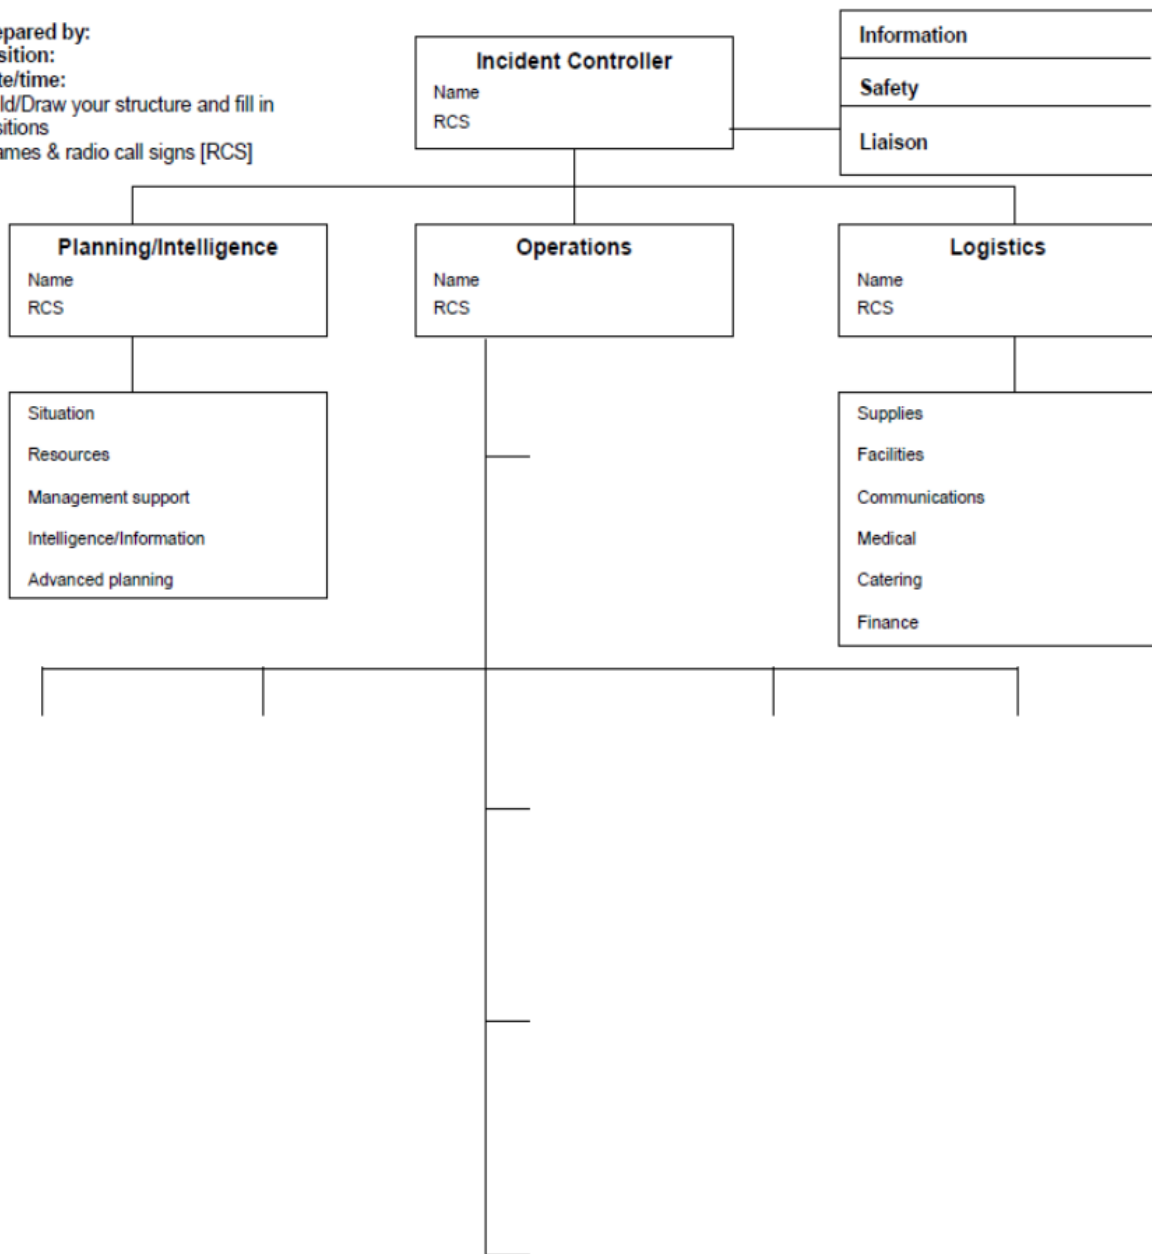 epared by:
sition:
te/time:
ld/Draw your structure and fill in
sitions
ames & radio call signs [RCS]
Incident Controller
Name
RCS
Information
Safety
Liaison
Planning/Intelligence
Name
RCS
Operations
Name
RCS
Logistics
Name
RCS
Situation
Resources
Management support
Intelligence/Information
Advanced planning
Supplies
Facilities
Communications
Medical
Catering
Finance